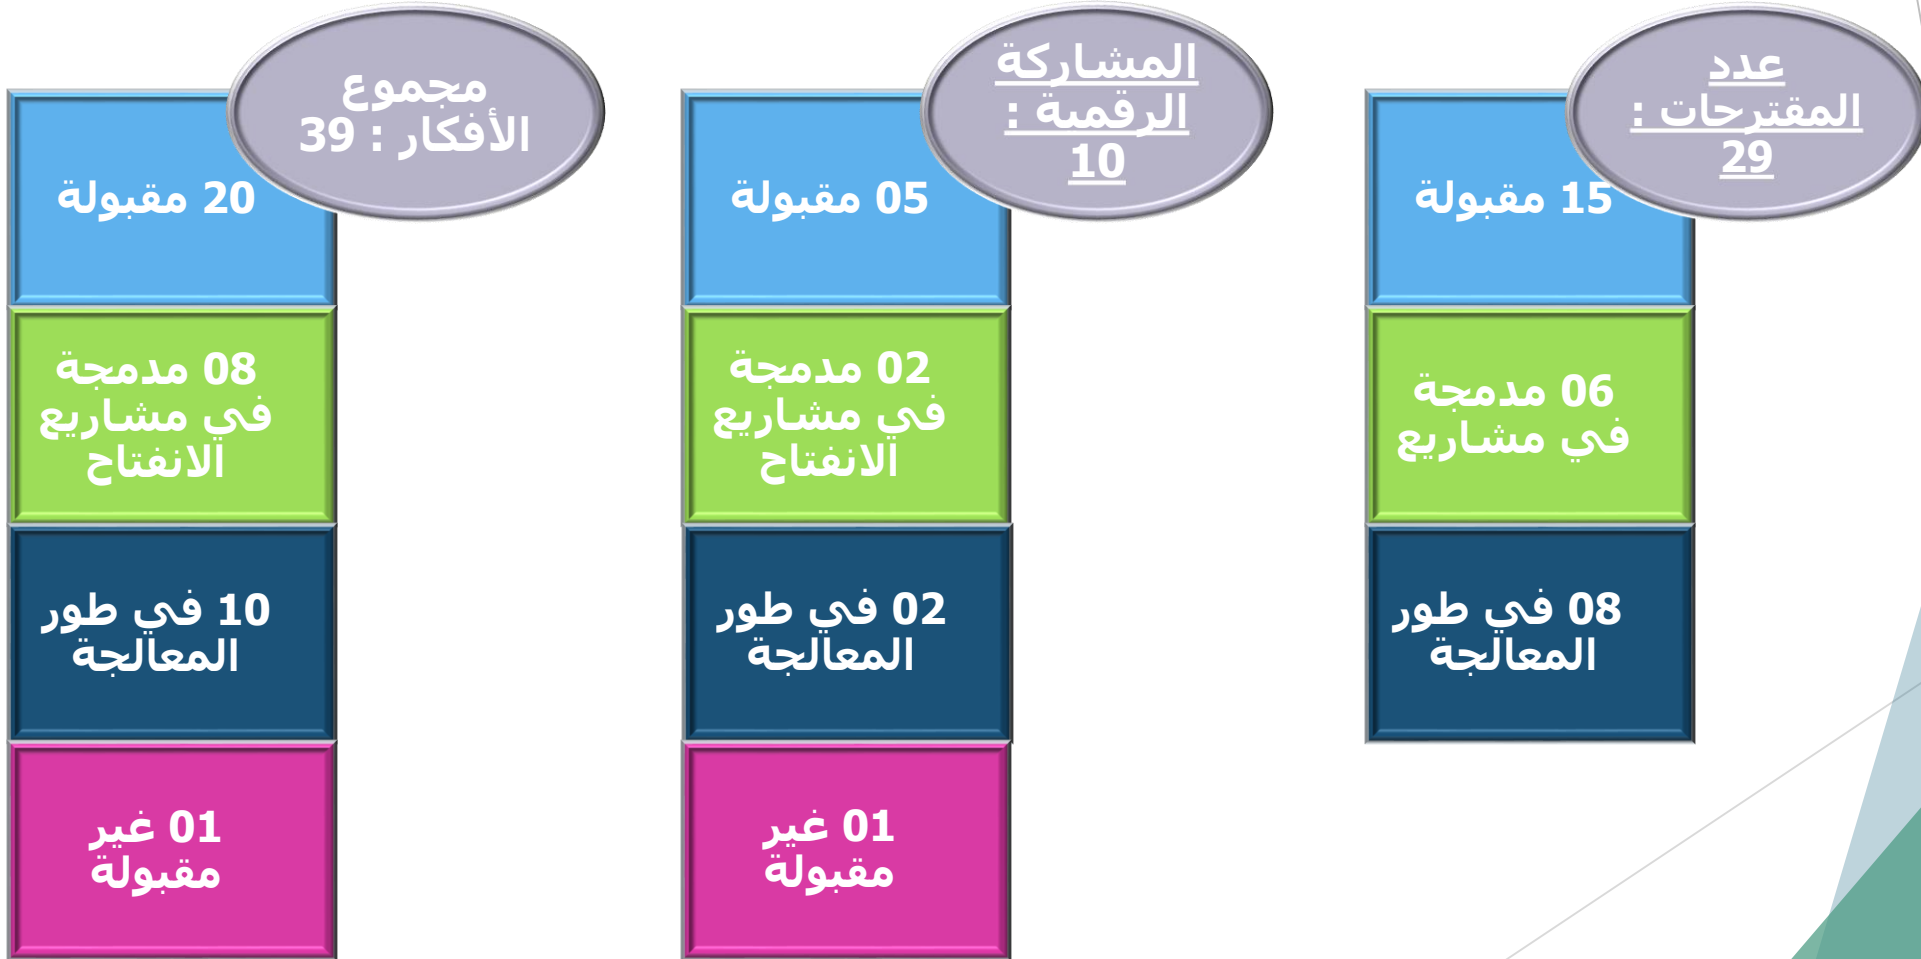 عدد
المقترحات :
29
15 مقبولة
06 مدمجة
في مشاريع
08 في طور
المعالجة
المشاركة
الرقمية :
10
05 مقبولة
02 مدمجة
في مشاريع
الانفتاح
02 في طور
المعالجة
01 غير
مقبولة
مجموع
الأفكار : 39
20 مقبولة
08 مدمجة
في مشاريع
الانفتاح
10 في طور
المعالجة
01 غير
مقبولة